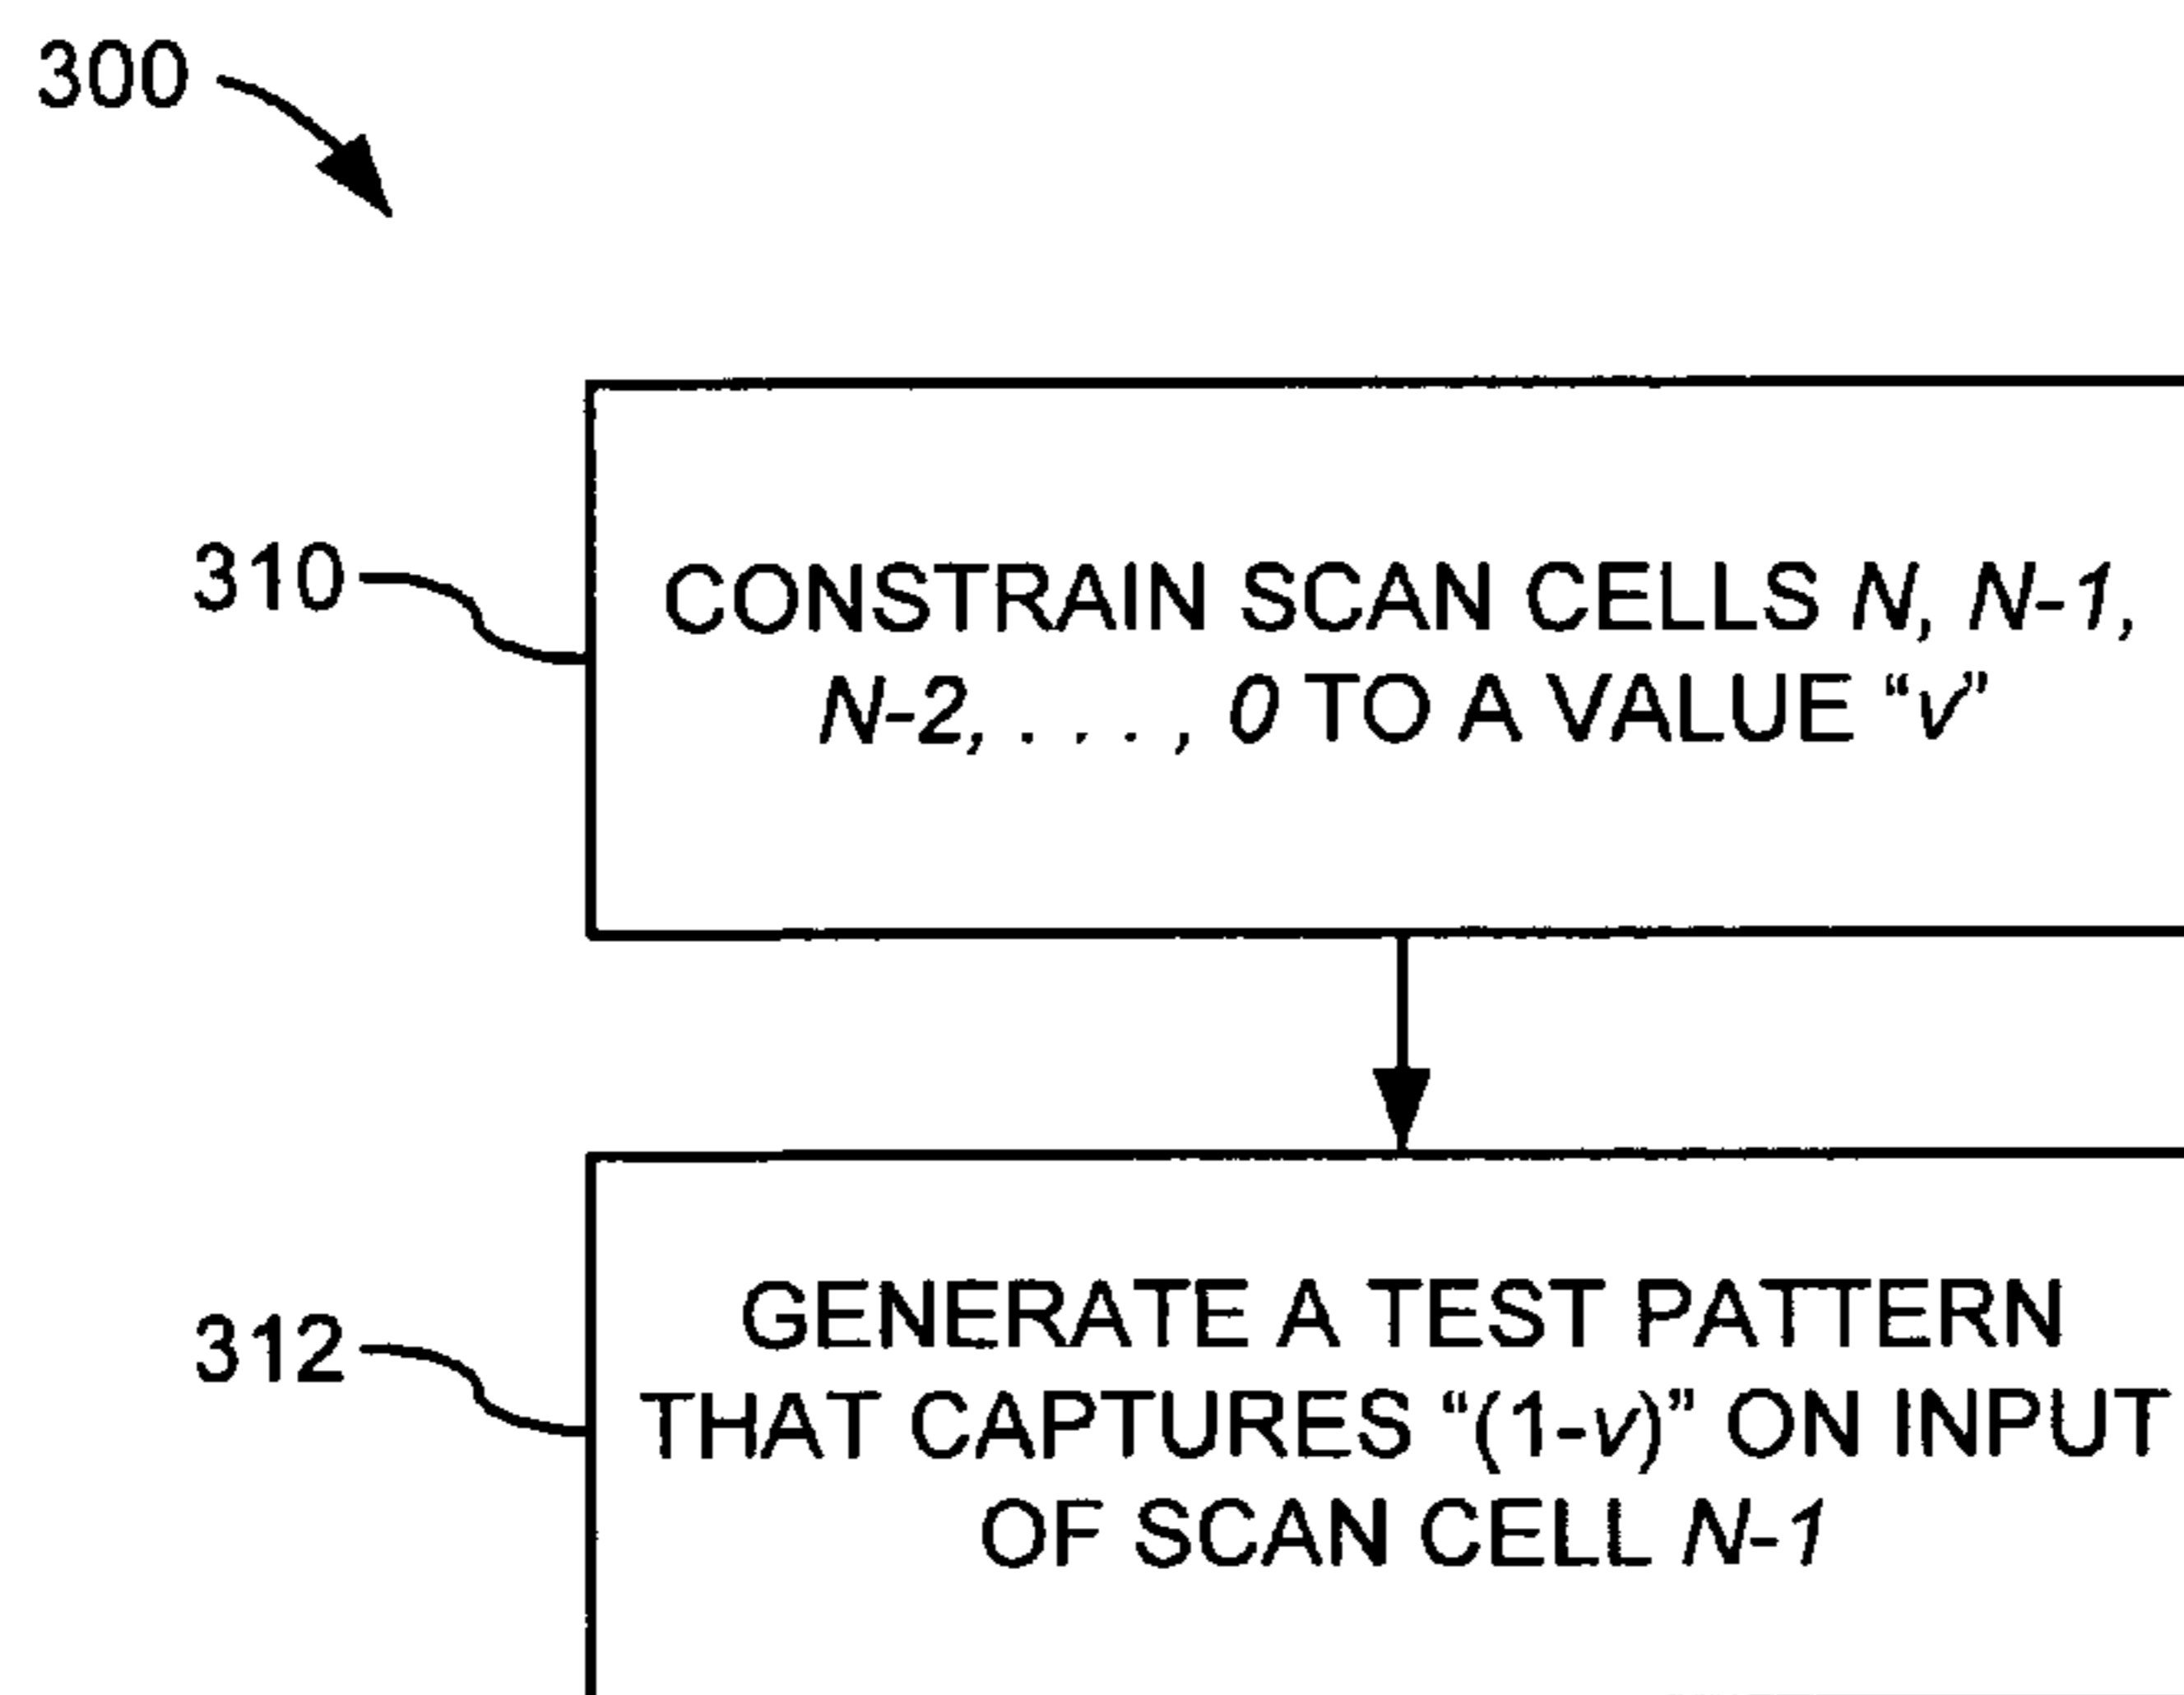 300
310
CONSTRAIN SCAN CELLS N, N-1,
N-2, . . . , 0 TO A VALUE “v”
312
GENERATE A TEST PATTERN
THAT CAPTURES “(1-v)” ON INPUT
OF SCAN CELL N-1